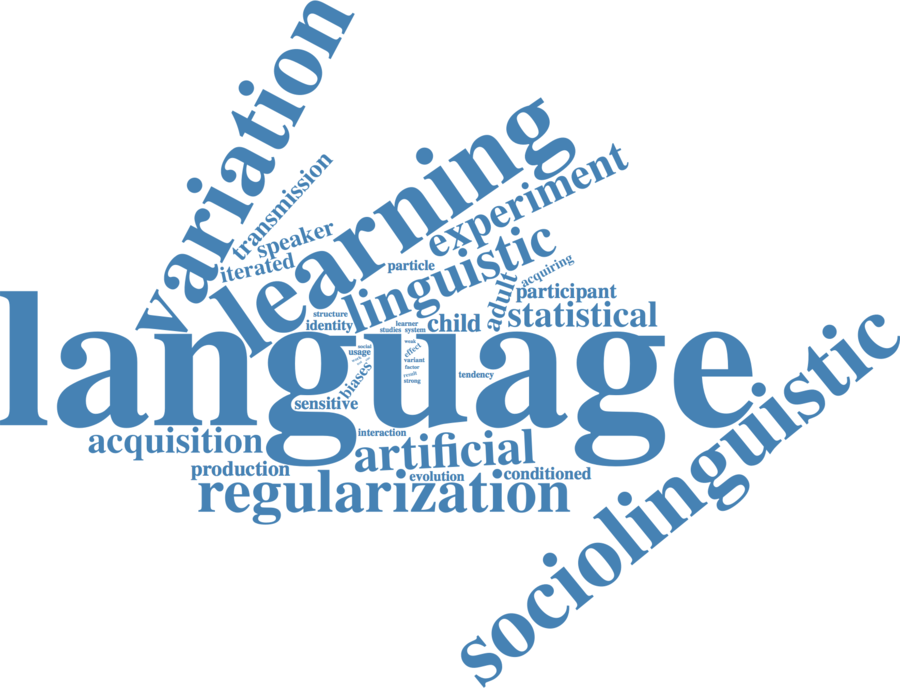 variation
transmission
speaker
iterated
learning
experiment
linguistic
particle
acquiring
adult
participant
statistical
structure
identity
learner
studies
system
child
language
social
usage
weak
effect
variant
factor
result
strong
biases
tendency
sensitive
sociolinguistic
acquisition
interaction
artificial
production
evolution
conditioned
regularization